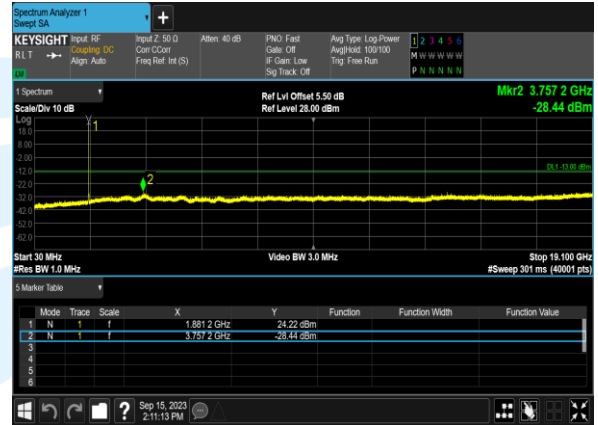 Spectrum Analyzer 1
Swept SA
+
KEYSIGHT Input: RF Input Z: 50 Ω Atten: 40 dB PNO: Fast Avg Type: Log-Power 1 2 3 4 5 6
RLT Coupling: DC Corr CCorr Gate: Off Avg|Hold: 100/100 M W W W W W
Align: Auto Freq Ref: Int (S) IF Gain: Low Trig: Free Run
Sig Track: Off P N N N N N
1 Spectrum Ref Lvl Offset 5.50 dB Mkr2 3.757 2 GHz
Scale/Div 10 dB Ref Level 28.00 dBm -28.44 dBm
Log
1
18.0
8.00
-2.00
-12.0 DL1 -13.00 dBm
-22.0 2
-32.0
-42.0
-52.0
-62.0
Start 30 MHz Video BW 3.0 MHz Stop 19.100 GHz
#Res BW 1.0 MHz #Sweep 301 ms (40001 pts)
5 Marker Table
Mode Trace Scale X Y Function Function Width Function Value
1 N 1 f 1.881 2 GHz 24.22 dBm
2 N 1 f 3.757 2 GHz -28.44 dBm
3
4
5
6
? Sep 15, 2023
2:11:13 PM